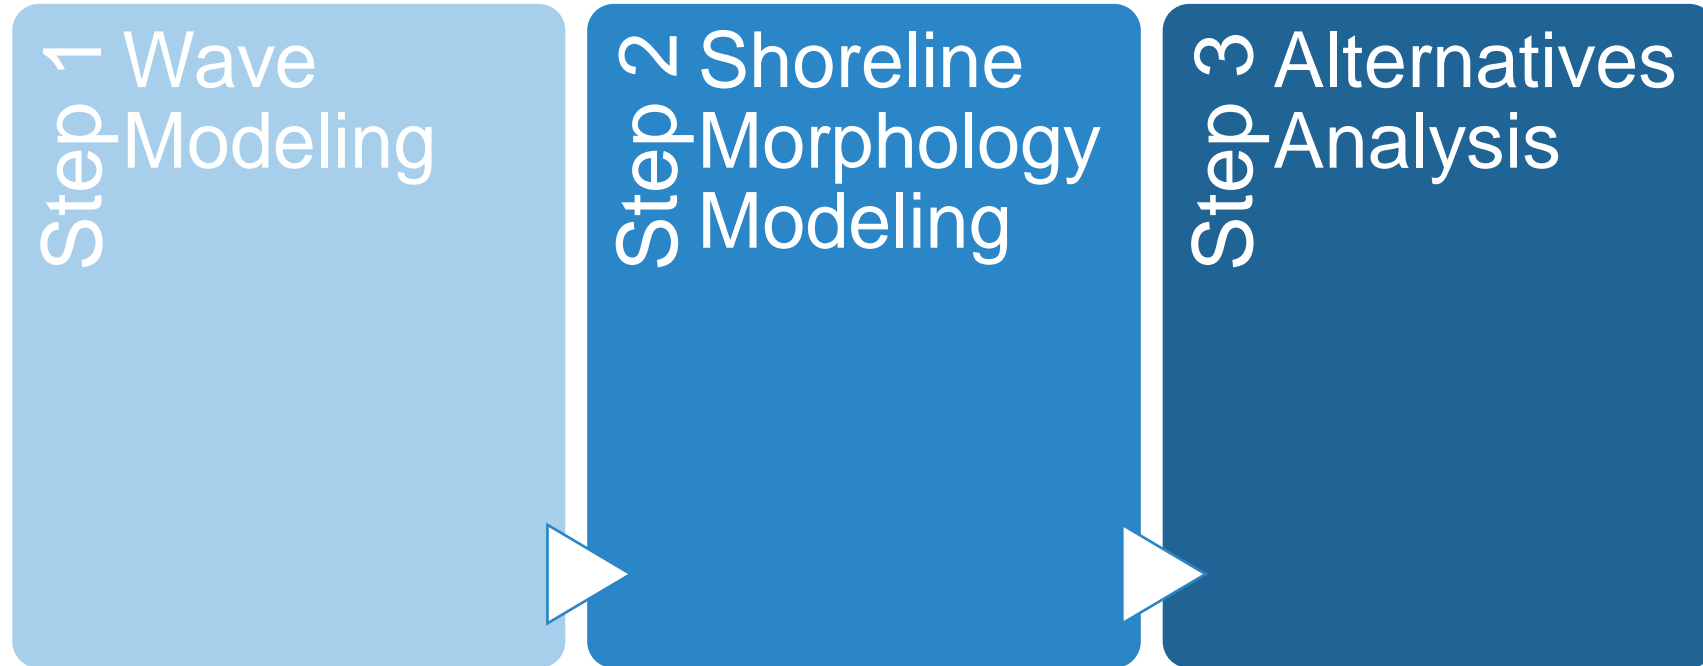 Step 1
Wave
Modeling
Step 2
Shoreline
Morphology
Modeling
Step 3
Alternatives
Analysis